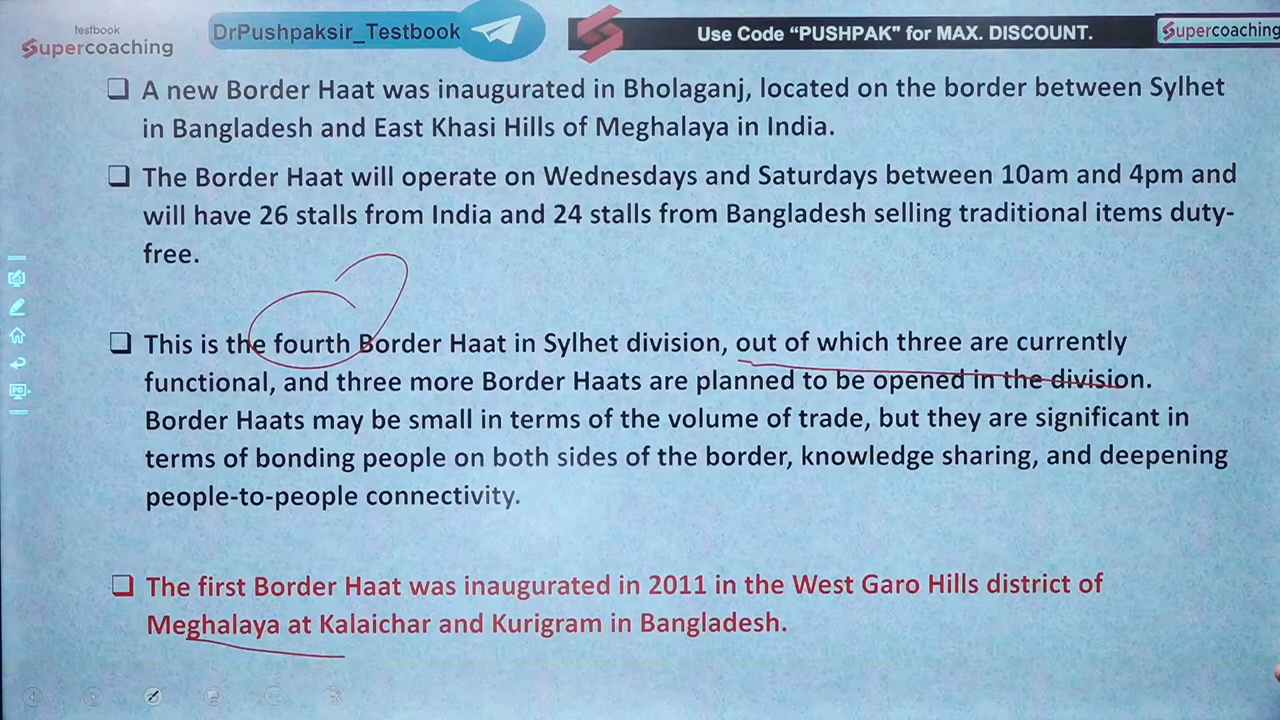 testbook
Supercoaching
DrPushpaksir_Testbook
Use Code “PUSHPAK” for MAX. DISCOUNT.
Supercoaching
❑ A new Border Haat was inaugurated in Bholaganj, located on the border between Sylhet
in Bangladesh and East Khasi Hills of Meghalaya in India.
❑ The Border Haat will operate on Wednesdays and Saturdays between 10am and 4pm and
will have 26 stalls from India and 24 stalls from Bangladesh selling traditional items duty-
free.
❑ This is the fourth Border Haat in Sylhet division, out of which three are currently
functional, and three more Border Haats are planned to be opened in the division.
Border Haats may be small in terms of the volume of trade, but they are significant in
terms of bonding people on both sides of the border, knowledge sharing, and deepening
people-to-people connectivity.
❑ The first Border Haat was inaugurated in 2011 in the West Garo Hills district of
Meghalaya at Kalaichar and Kurigram in Bangladesh.